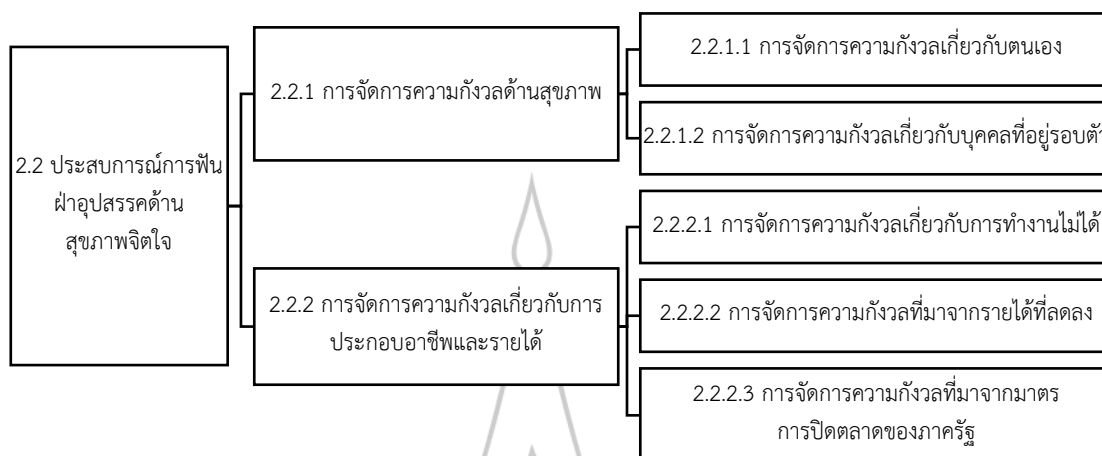 2.2 ประสบการณ์การฟัน
ฝ่าอุปสรรคด้าน
สุขภาพจิตใจ
2.2.1 การจัดการความกังวลด้านสุขภาพ
2.2.1.1 การจัดการความกังวลเกี่ยวกับตนเอง
2.2.1.2 การจัดการความกังวลเกี่ยวกับบุคคลที่อยู่รอบตัว
2.2.2 การจัดการความกังวลเกี่ยวกับการ
ประกอบอาชีพและรายได้
2.2.2.1 การจัดการความกังวลเกี่ยวกับการทำงานไม่ได้
2.2.2.2 การจัดการความกังวลที่มาจากรายได้ที่ลดลง
2.2.2.3 การจัดการความกังวลที่มาจากมาตร
การปิดตลาดของภาครัฐ